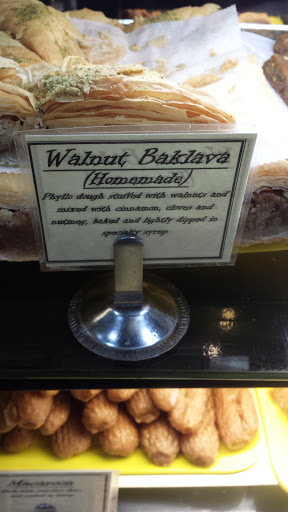 Walnut Baklava
(Homemade)
Phyllo dough stuffed with walnuts and
mixed with cinnamon, cloves and
nutmeg, baked and lightly dipped in
specialty syrup
Macaroon